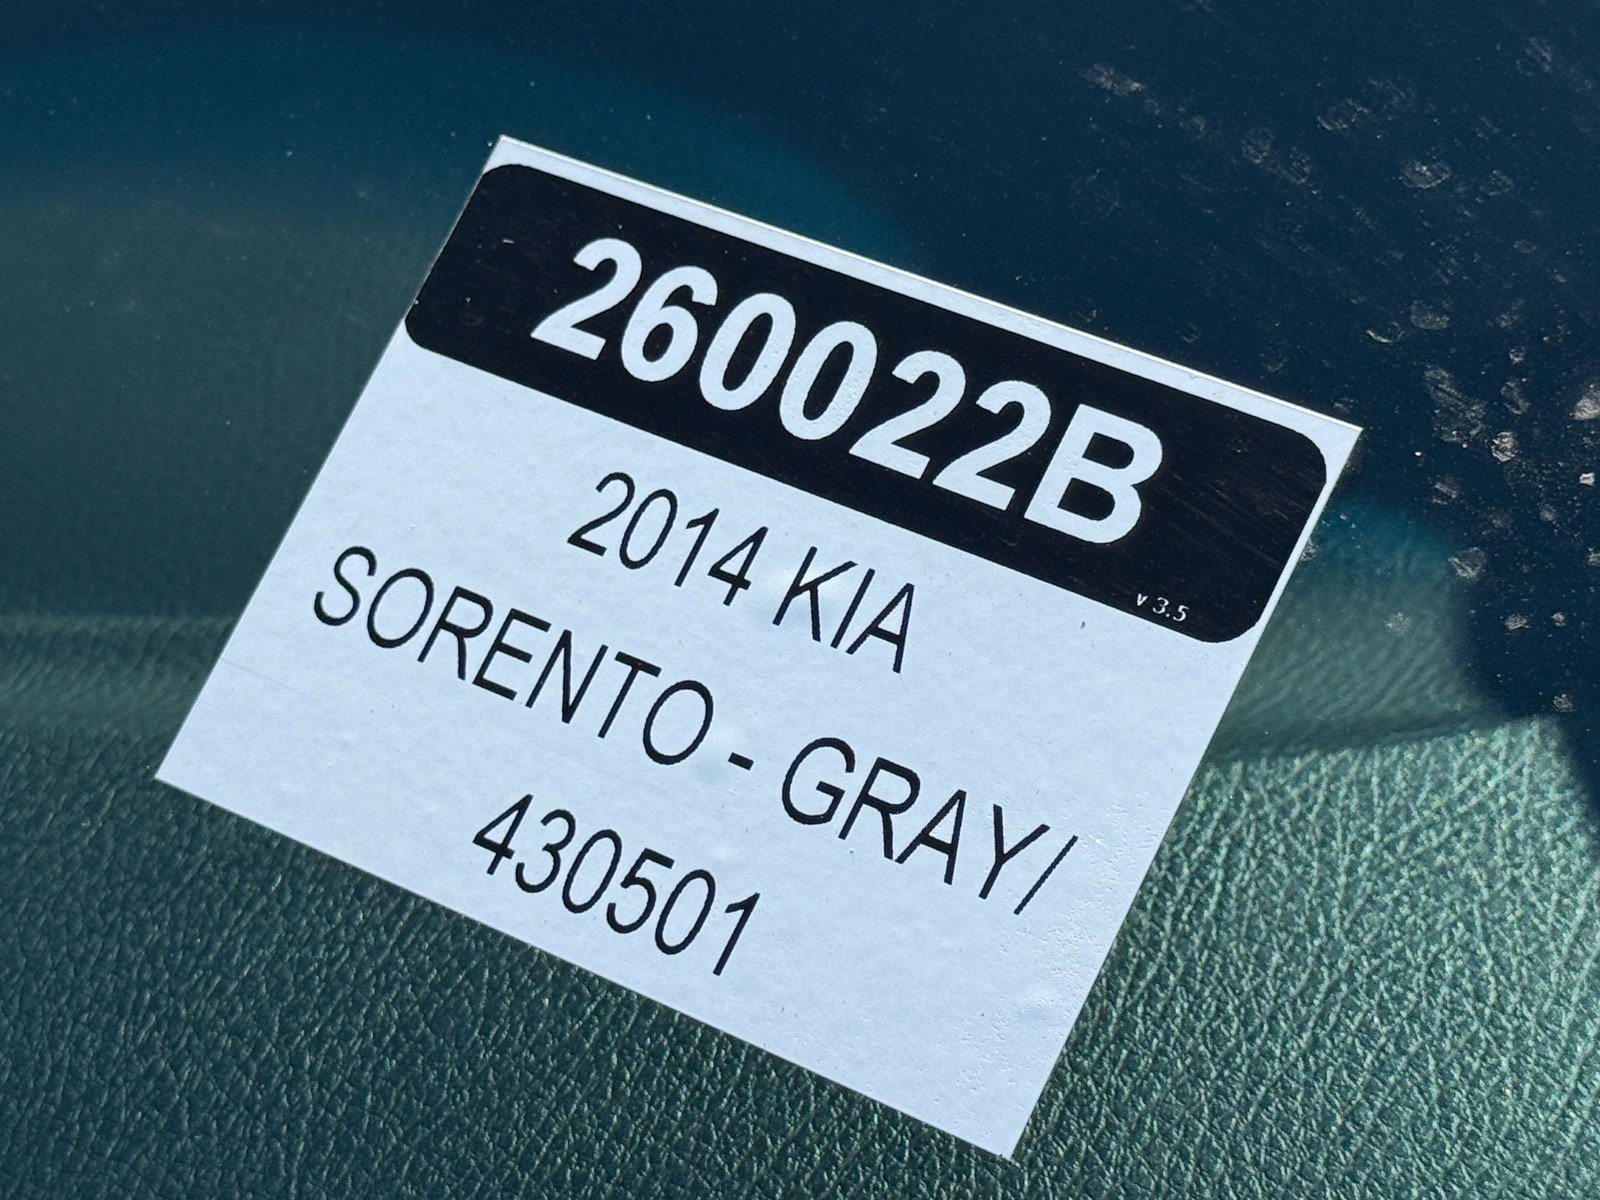 260022B
v 3.5
2014 KIA
SORENTO - GRAY/
430501